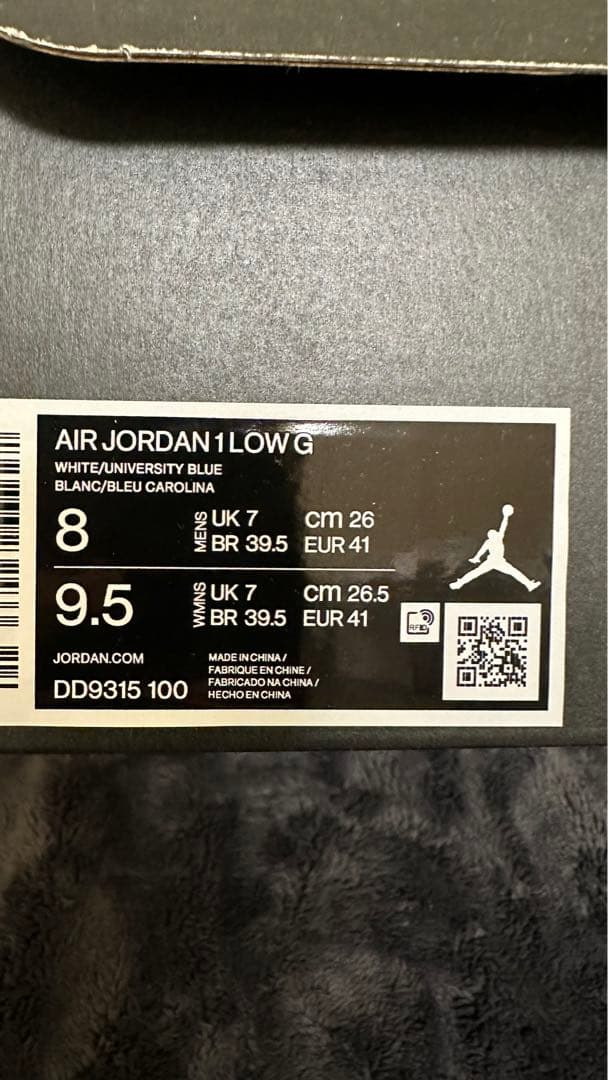 AIR JORDAN 1 LOW G
WHITE/UNIVERSITY BLUE
BLANC/BLEU CAROLINA
8 MENS UK 7 cm 26
BR 39.5 EUR 41
9.5 WMNS UK 7 cm 26.5
BR 39.5 EUR 41
RFID
JORDAN.COM
DD9315 100
MADE IN CHINA /
FABRIQUE EN CHINE /
FABRICADO NA CHINA /
HECHO EN CHINA